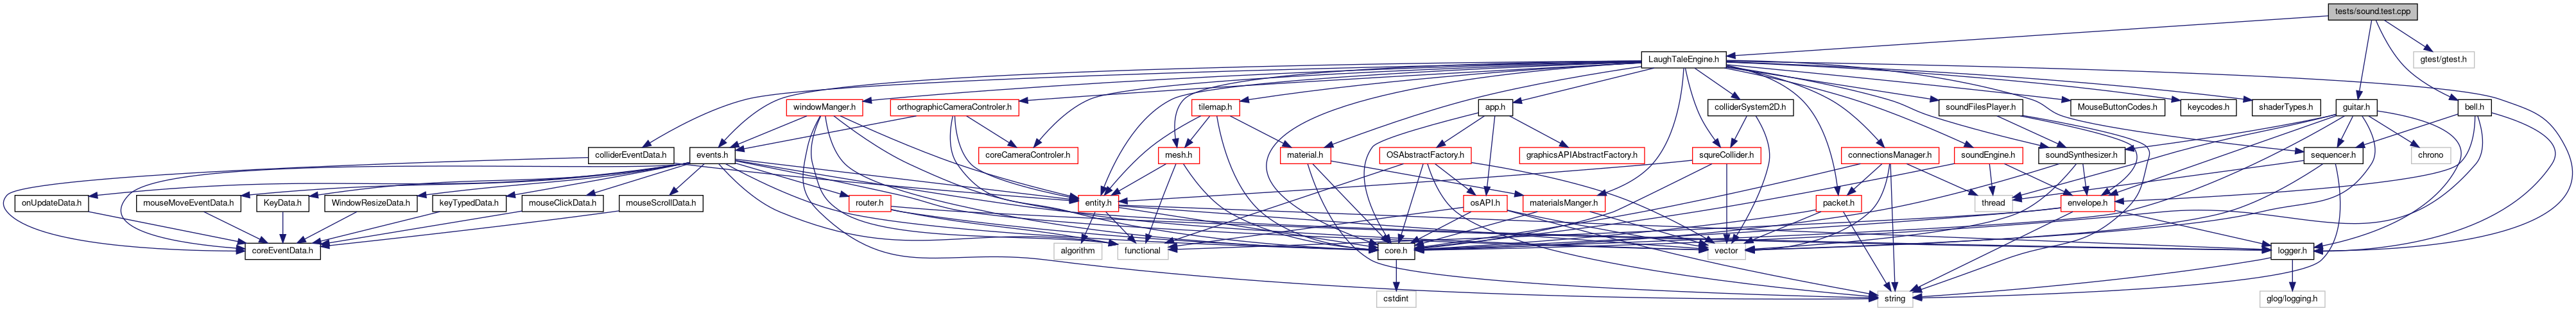 tests/sound.test.cpp
LaughTaleEngine.h
gtest/gtest.h
windowManger.h
orthographicCameraControler.h
tilemap.h
app.h
colliderSystem2D.h
soundFilesPlayer.h
MouseButtonCodes.h
keycodes.h
shaderTypes.h
guitar.h
bell.h
colliderEventData.h
events.h
coreCameraControler.h
mesh.h
material.h
OSAbstractFactory.h
graphicsAPIAbstractFactory.h
squreCollider.h
connectionsManager.h
soundEngine.h
soundSynthesizer.h
sequencer.h
chrono
onUpdateData.h
mouseMoveEventData.h
KeyData.h
WindowResizeData.h
keyTypedData.h
mouseClickData.h
mouseScrollData.h
router.h
entity.h
osAPI.h
materialsManger.h
packet.h
thread
envelope.h
coreEventData.h
algorithm
functional
core.h
vector
logger.h
cstdint
string
glog/logging.h